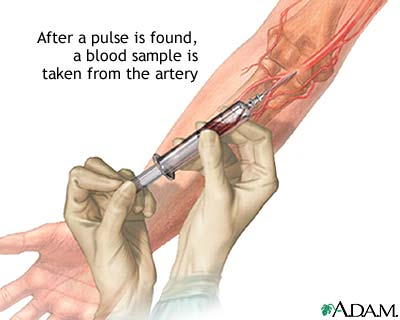 After a pulse is found,
a blood sample is
taken from the artery
A.D.A.M.